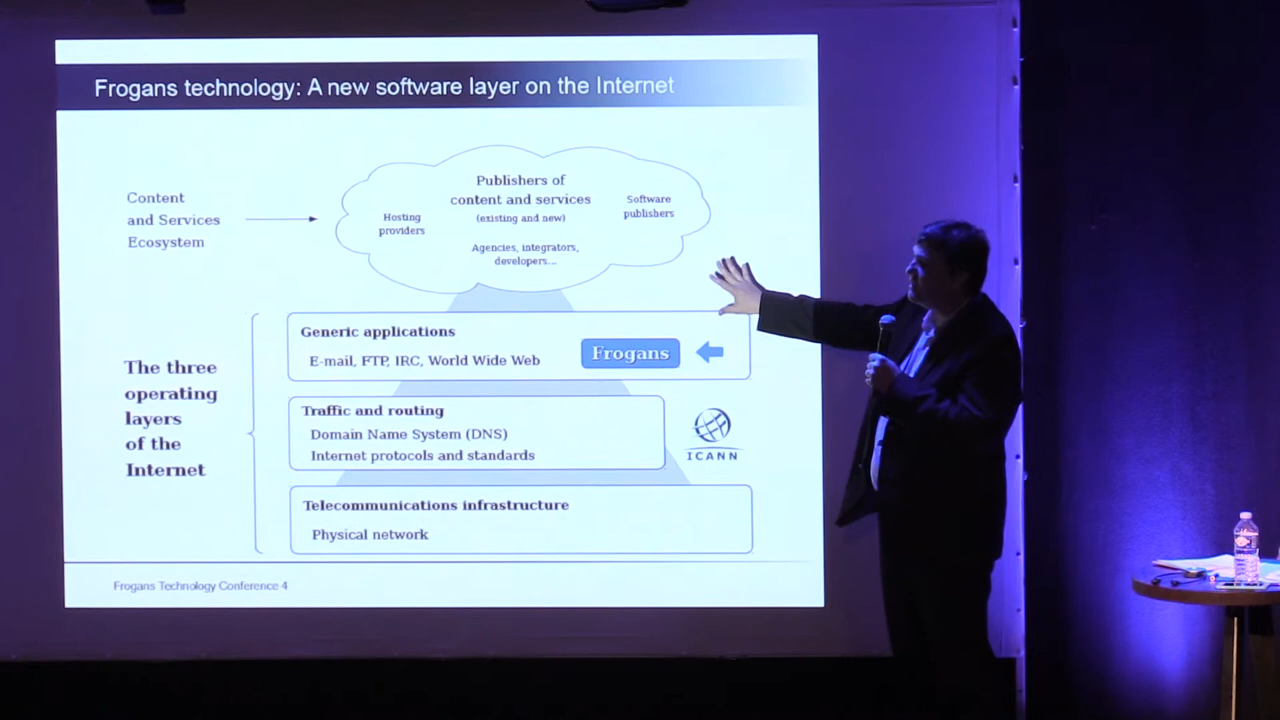 Frogans technology: A new software layer on the Internet
Content
and Services
Ecosystem
Publishers of
content and services
(existing and new)
Hosting
providers
Software
publishers
Agencies, integrators,
developers...
The three
operating
layers
of the
Internet
Generic applications
E-mail, FTP, IRC, World Wide Web
Frogans
Traffic and routing
Domain Name System (DNS)
Internet protocols and standards
ICANN
Telecommunications infrastructure
Physical network
Frogans Technology Conference 4